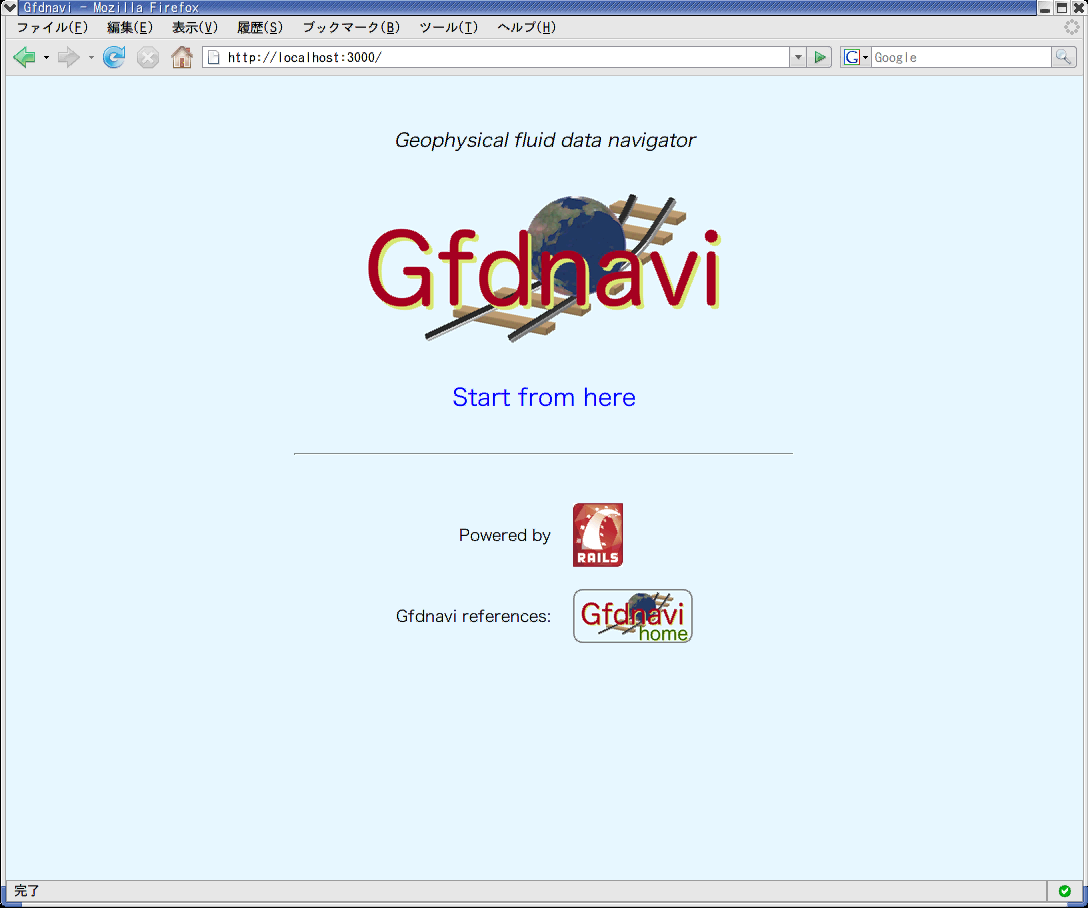 Gfdnavi - Mozilla Firefox
ファイル(F) 編集(E) 表示(V) 履歴(S) ブックマーク(B) ツール(T) ヘルプ(H)
http://localhost:3000/ G Google
Geophysical fluid data navigator
Gfdnavi
Start from here
Powered by
RAILS
Gfdnavi references:
Gfdnavi
home
完了